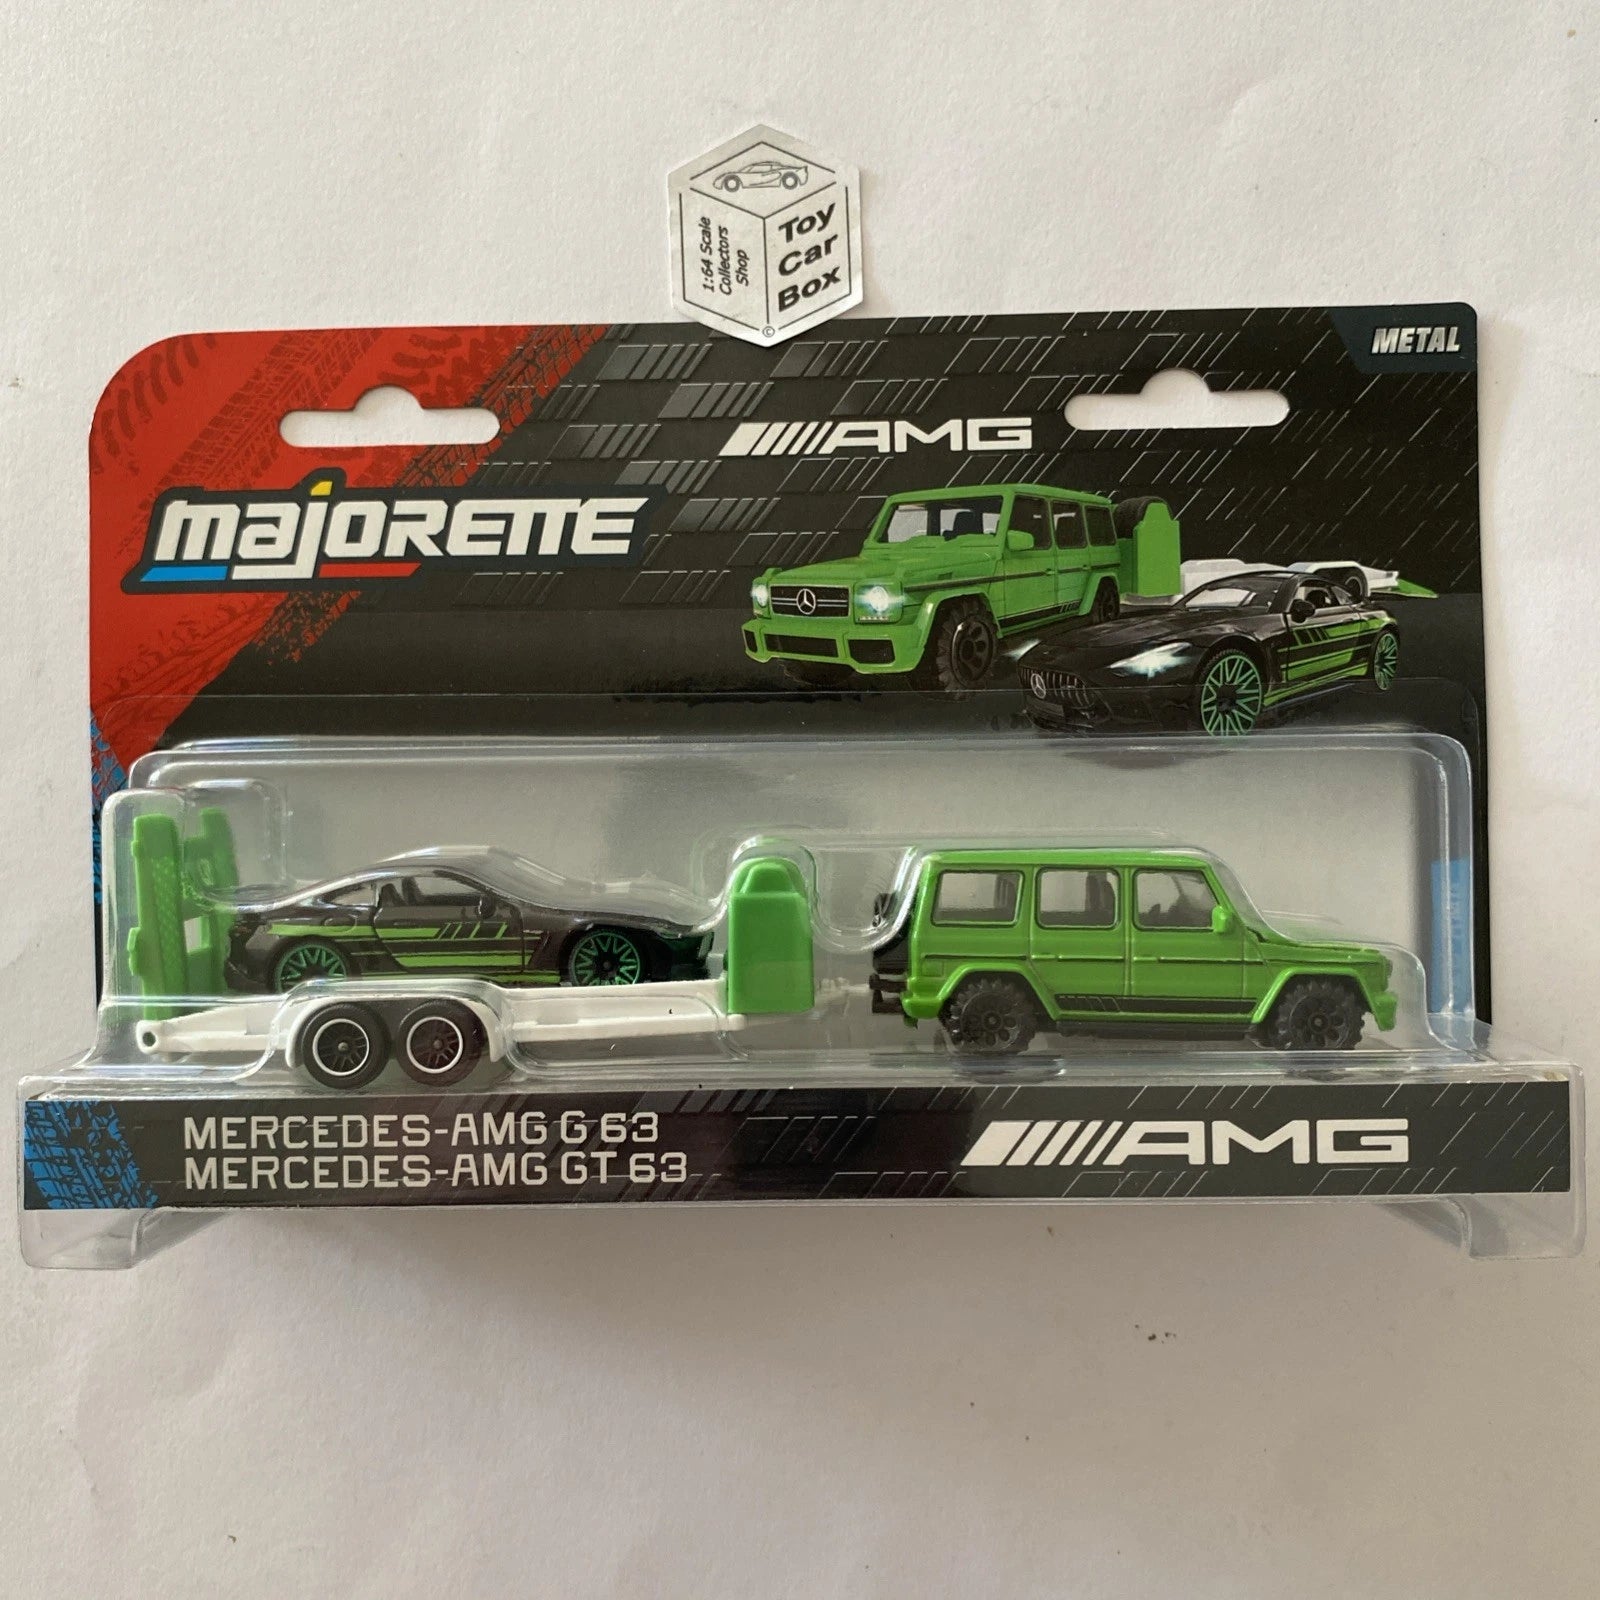 1:64 Scale
Collectors
Shop
Toy
Car
Box
©
METAL
AMG
majorette
MERCEDES-AMG G 63
MERCEDES-AMG GT 63
AMG